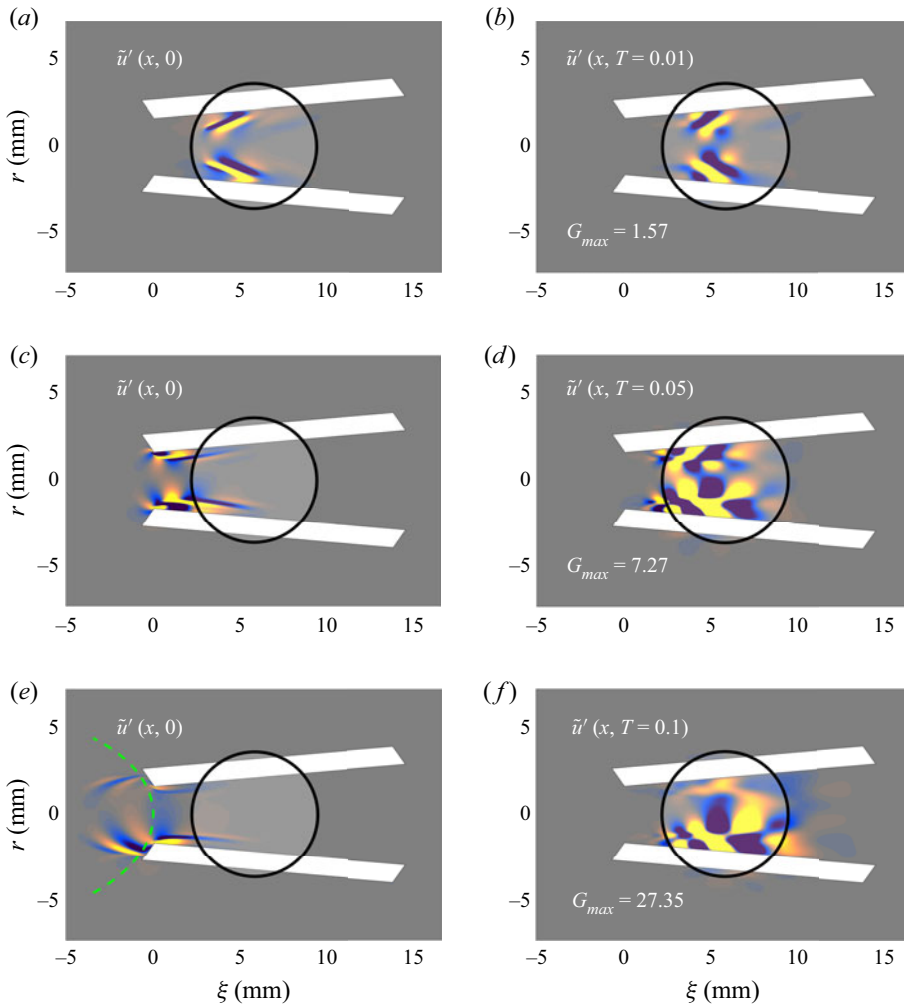 (a)
(b)
5
0
−5
r (mm)
ũ′ (x, 0)
−5 0 5 10 15
5
0
−5
r (mm)
ũ′ (x, T = 0.01)
G_max = 1.57
−5 0 5 10 15
(c)
(d)
5
0
−5
r (mm)
ũ′ (x, 0)
−5 0 5 10 15
5
0
−5
r (mm)
ũ′ (x, T = 0.05)
G_max = 7.27
−5 0 5 10 15
(e)
(f)
5
0
−5
r (mm)
ũ′ (x, 0)
−5 0 5 10 15
ξ (mm)
5
0
−5
r (mm)
ũ′ (x, T = 0.1)
G_max = 27.35
−5 0 5 10 15
ξ (mm)